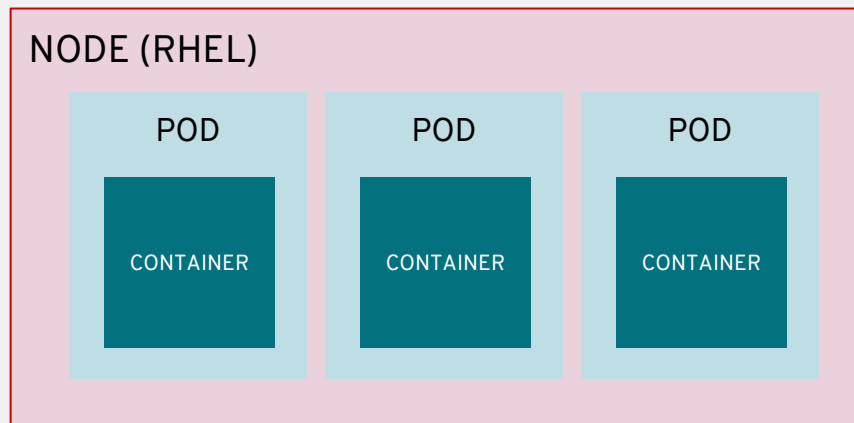 NODE (RHEL)
POD POD POD
CONTAINER CONTAINER CONTAINER